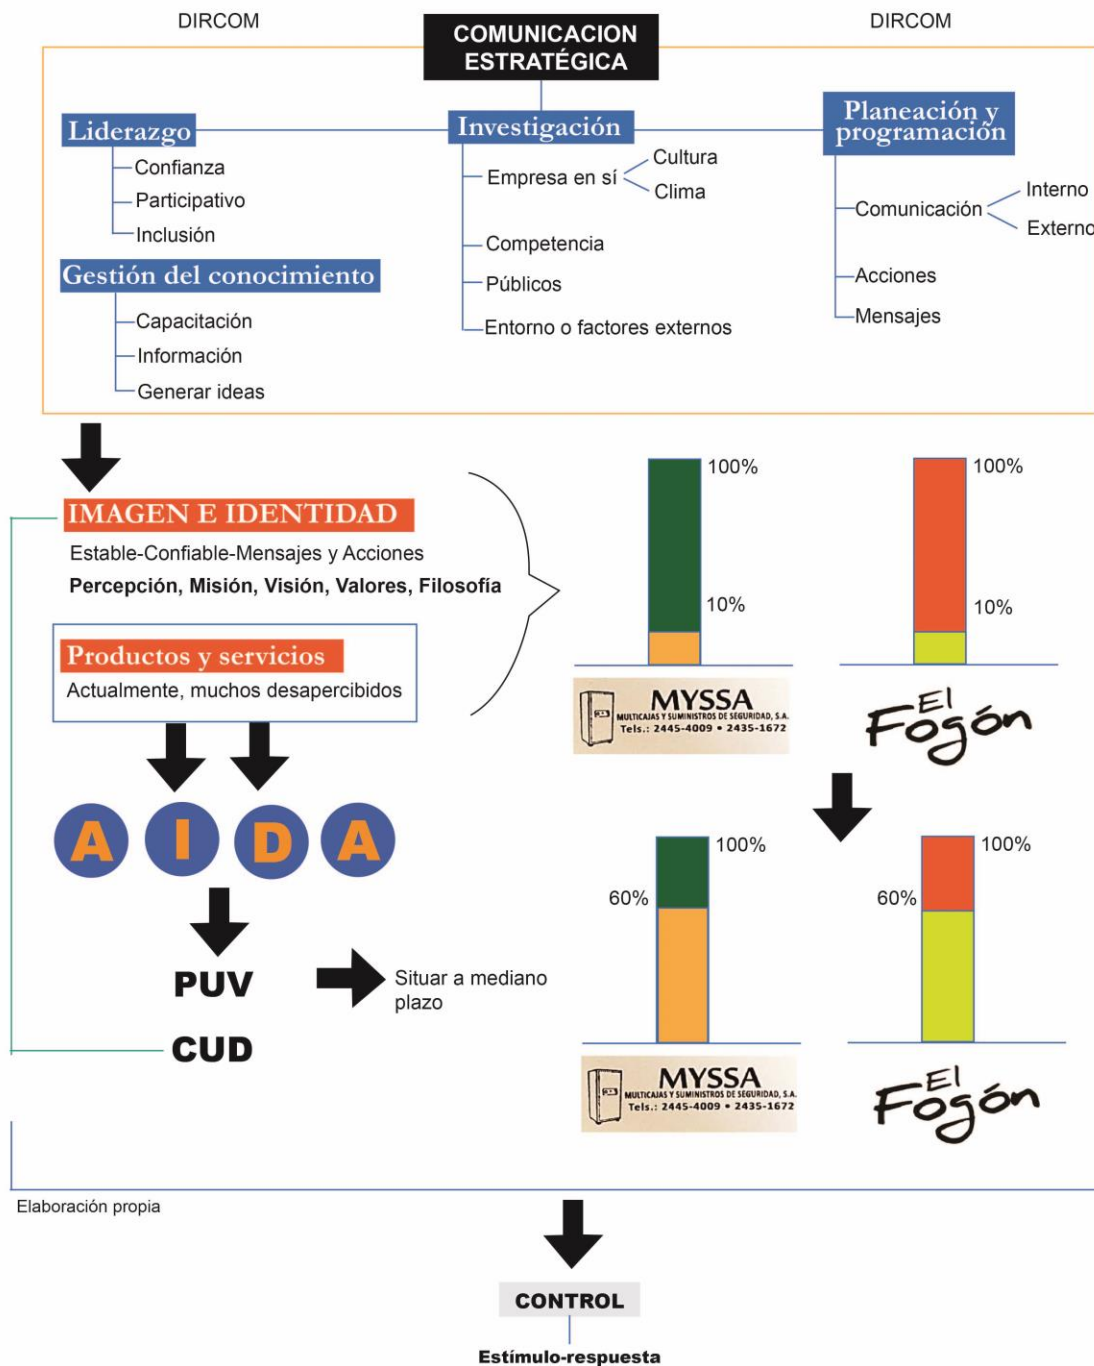 DIRCOM
COMUNICACION
ESTRATÉGICA
DIRCOM
Liderazgo
Confianza
Participativo
Inclusión
Gestión del conocimiento
Capacitación
Información
Generar ideas
Investigación
Empresa en sí
Cultura
Clima
Competencia
Públicos
Entorno o factores externos
Planeación y
programación
Comunicación
Interno
Externo
Acciones
Mensajes
IMAGEN E IDENTIDAD
Estable-Confiable-Mensajes y Acciones
Percepción, Misión, Visión, Valores, Filosofía
Productos y servicios
Actualmente, muchos desapercibidos
A I D A
PUV
Situar a mediano
plazo
CUD
100%
10%
MYSSA
MULTICAJAS Y SUMINISTROS DE SEGURIDAD, S.A.
Tels.: 2445-4009 • 2435-1672
100%
10%
El
Fogón
100%
60%
MYSSA
MULTICAJAS Y SUMINISTROS DE SEGURIDAD, S.A.
Tels.: 2445-4009 • 2435-1672
100%
60%
El
Fogón
Elaboración propia
CONTROL
Estímulo-respuesta